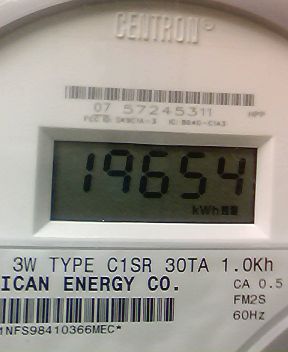 CENTRON®
07 57245311 HPP
19654
kWh
3W TYPE C1SR 30TA 1.0Kh
ICAN ENERGY CO. CA 0.5
FM2S
60Hz
1NFS98410366MEC*